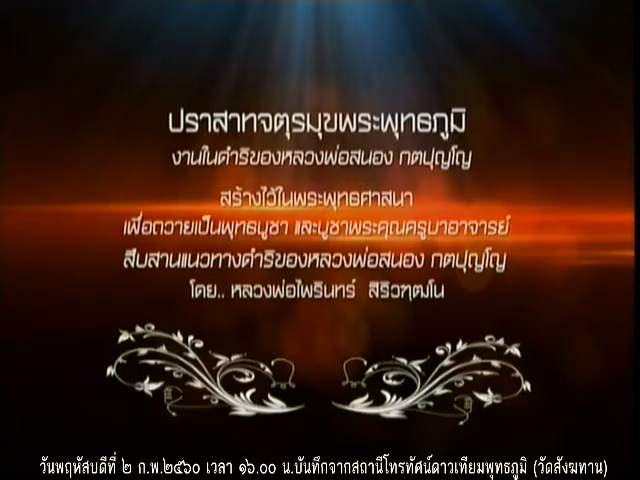 ปราสาทจตุรมุขพระพุทธภูมิ
งานในดำริของหลวงพ่อสนอง กตปุญโญ
สร้างไว้ในพระพุทธศาสนา
เพื่อถวายเป็นพุทธบูชา และบูชาพระคุณครูบาอาจารย์
สืบสานแนวทางดำริของหลวงพ่อสนอง กตปุญโญ
โดย.. หลวงพ่อไพรินทร์ สิริวฑฺฒโน
วันพฤหัสบดีที่ ๒ ก.พ.๒๕๖๐ เวลา ๑๖.๐๐ น.บันทึกจากสถานีโทรทัศน์ดาวเทียมพุทธภูมิ (วัดสังฆทาน)